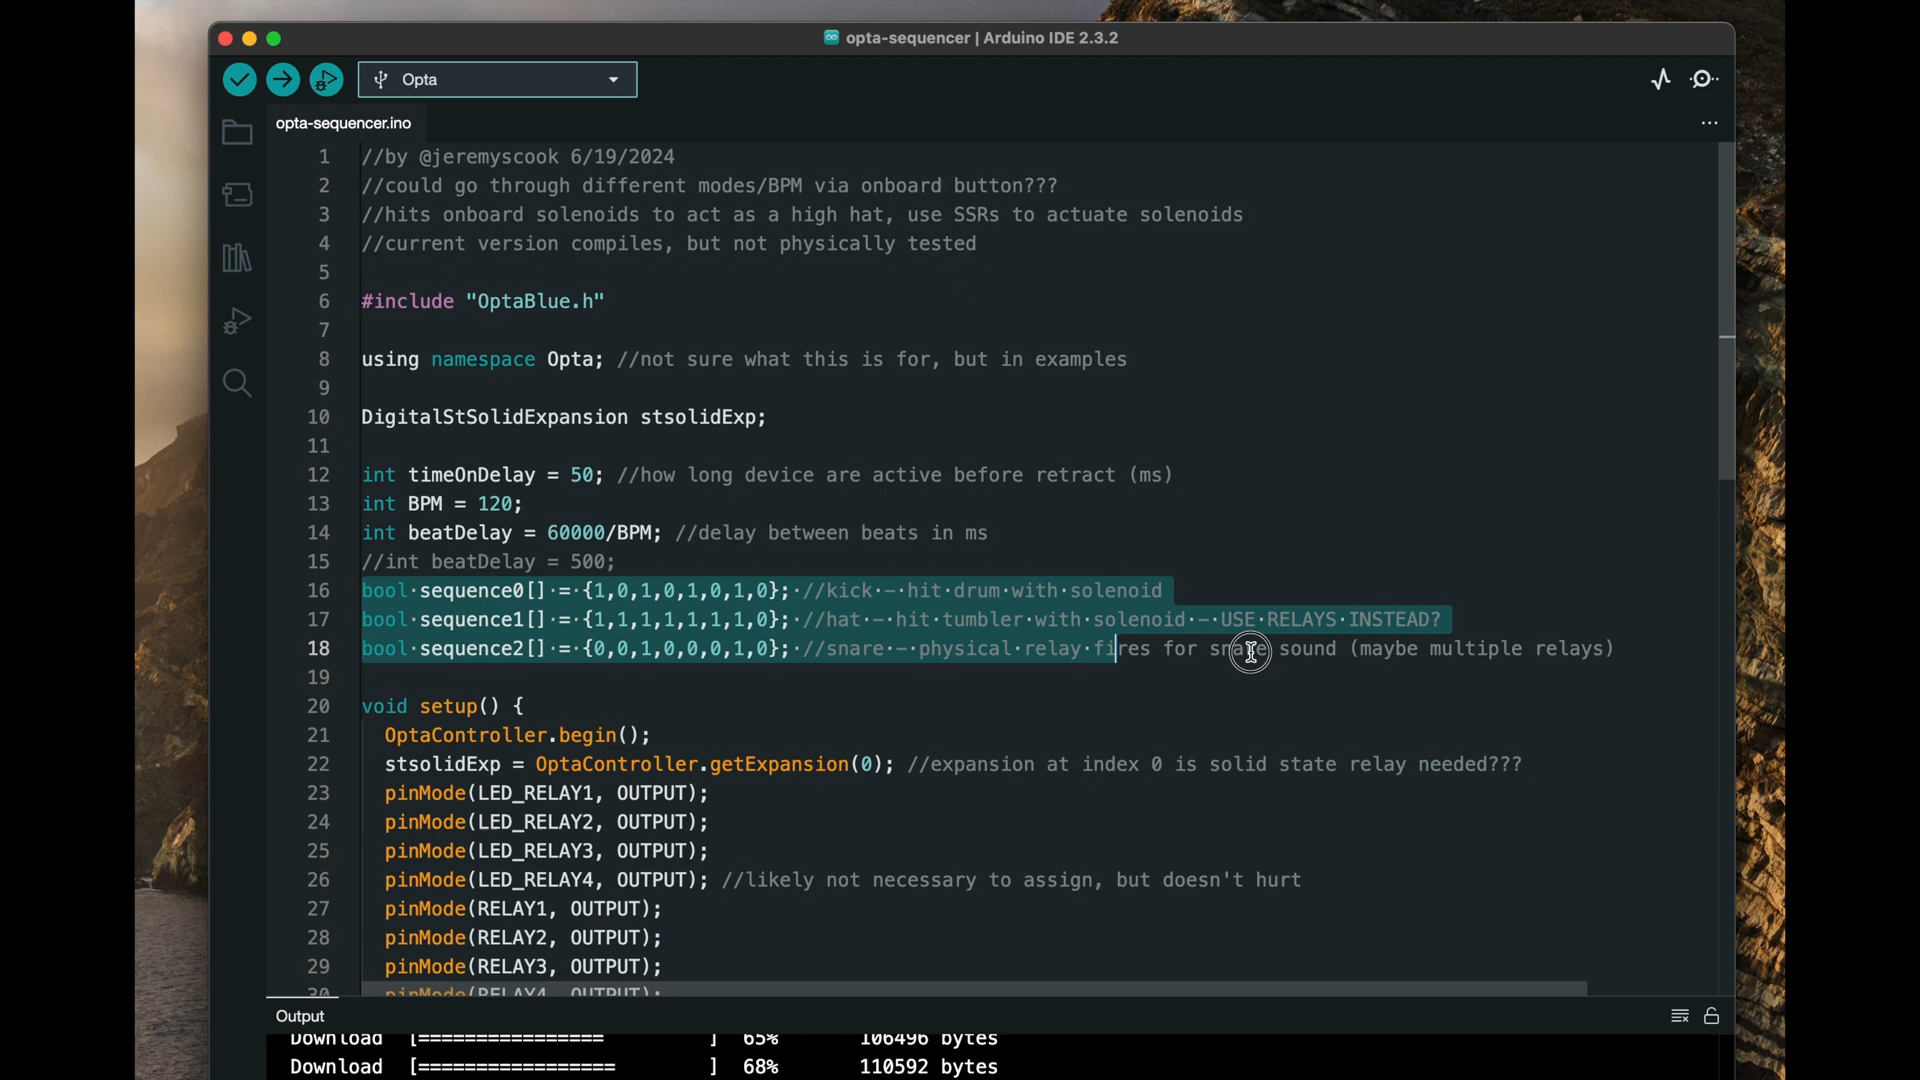 opta-sequencer | Arduino IDE 2.3.2
Opta
opta-sequencer.ino
1 //by @jeremyscook 6/19/2024
2 //could go through different modes/BPM via onboard button???
3 //hits onboard solenoids to act as a high hat, use SSRs to actuate solenoids
4 //current version compiles, but not physically tested
5
6 #include "OptaBlue.h"
7
8 using namespace Opta; //not sure what this is for, but in examples
9
10 DigitalStSolidExpansion stsolidExp;
11
12 int timeOnDelay = 50; //how long device are active before retract (ms)
13 int BPM = 120;
14 int beatDelay = 60000/BPM; //delay between beats in ms
15 //int beatDelay = 500;
16 bool sequence0[] = {1,0,1,0,1,0,1,0}; //kick - hit drum with solenoid
17 bool sequence1[] = {1,1,1,1,1,1,1,0}; //hat - hit tumbler with solenoid - USE RELAYS INSTEAD?
18 bool sequence2[] = {0,0,1,0,0,0,1,0}; //snare - physical relay fires for snare sound (maybe multiple relays)
19
20 void setup() {
21 OptaController.begin();
22 stsolidExp = OptaController.getExpansion(0); //expansion at index 0 is solid state relay needed???
23 pinMode(LED_RELAY1, OUTPUT);
24 pinMode(LED_RELAY2, OUTPUT);
25 pinMode(LED_RELAY3, OUTPUT);
26 pinMode(LED_RELAY4, OUTPUT); //likely not necessary to assign, but doesn't hurt
27 pinMode(RELAY1, OUTPUT);
28 pinMode(RELAY2, OUTPUT);
29 pinMode(RELAY3, OUTPUT);
30 pinMode(RELAY4, OUTPUT);
Output
Download [================ ] 65% 106496 bytes
Download [================= ] 68% 110592 bytes